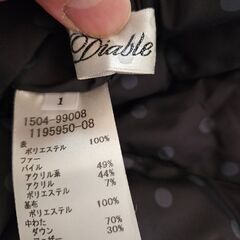 Diable
1
1504-99008
1195950-08
表
ポリエステル 100%
ファー
パイル 49%
アクリル系 44%
アクリル 7%
基布
ポリエステル 100%
中わた 70%
ダウン 30%